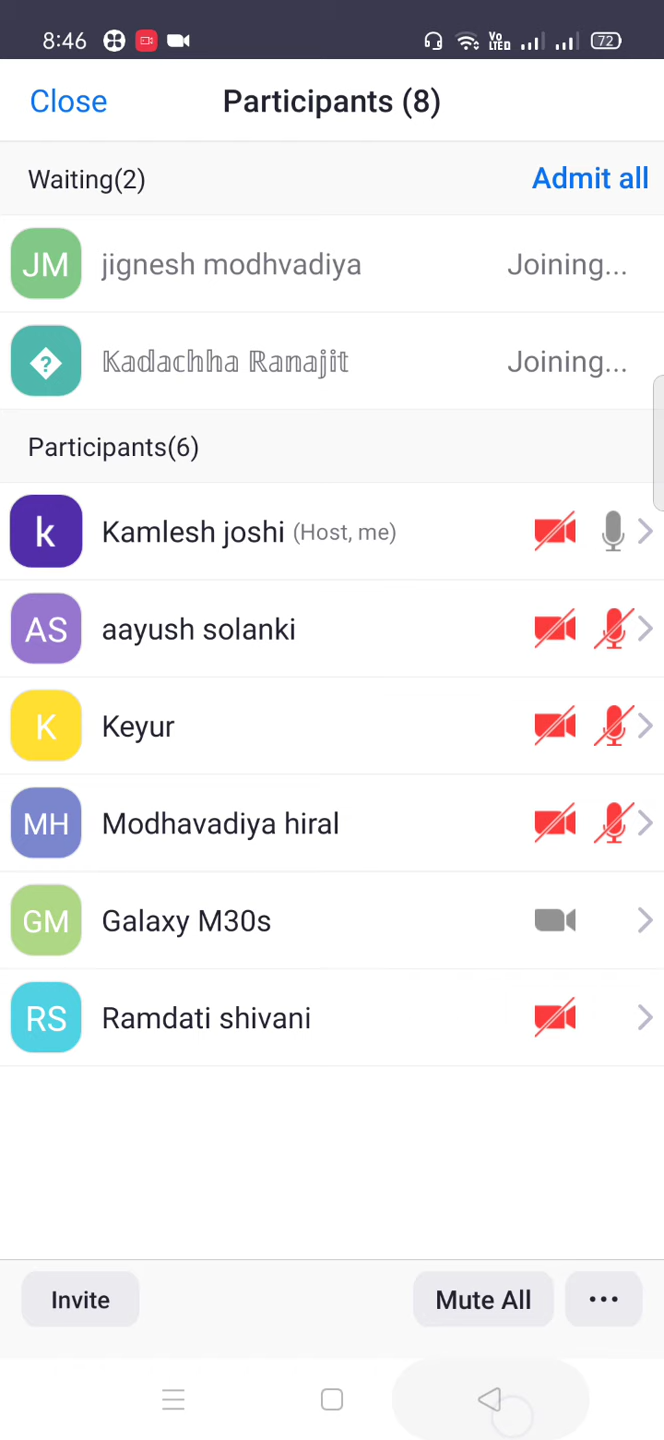 8:46 Vo LTED 72
Close Participants (8)
Waiting(2) Admit all
JM jignesh modhvadiya Joining...
? 𝕂𝕒𝕕𝕒𝕔𝕙𝕙𝕒 ℝ𝕒𝕟𝕒𝕛𝕚𝕥 Joining...
Participants(6)
k Kamlesh joshi (Host, me)
AS aayush solanki
K Keyur
MH Modhavadiya hiral
GM Galaxy M30s
RS Ramdati shivani
Invite Mute All ...